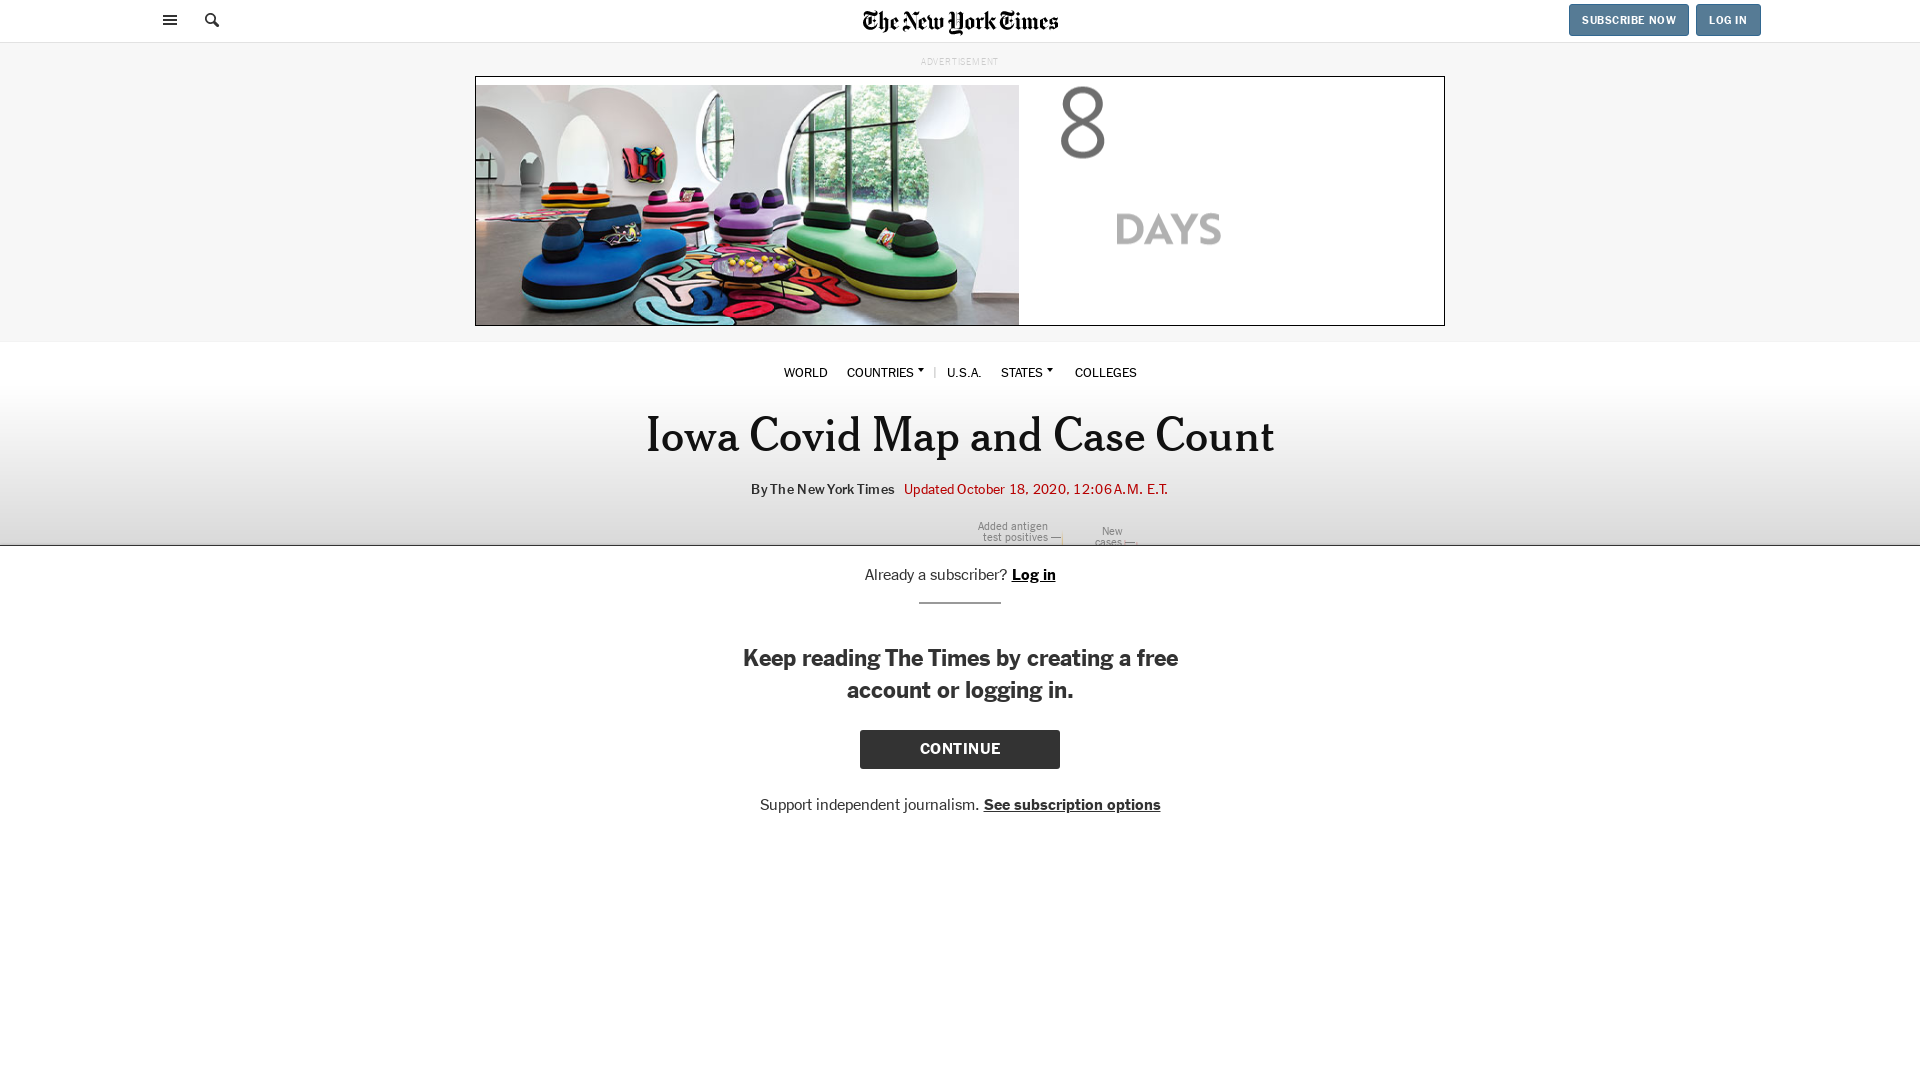 The New York Times
SUBSCRIBE NOW
LOG IN
ADVERTISEMENT
8
DAYS
WORLD COUNTRIES U.S.A. STATES COLLEGES
Iowa Covid Map and Case Count
By The New York Times Updated October 18, 2020, 12:06 A.M. E.T.
Added antigen
test positives
New
cases
Already a subscriber? Log in
Keep reading The Times by creating a free
account or logging in.
CONTINUE
Support independent journalism. See subscription options